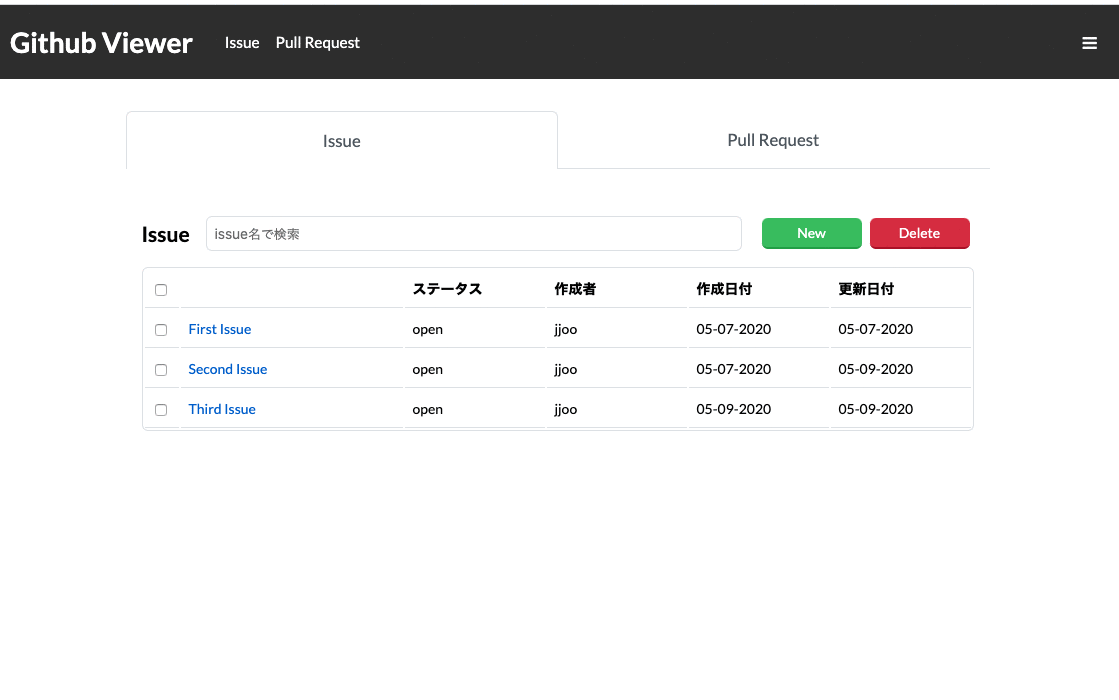 Github Viewer Issue Pull Request
Issue Pull Request
Issue issue名で検索 New Delete
ステータス 作成者 作成日付 更新日付
First Issue open jjoo 05-07-2020 05-07-2020
Second Issue open jjoo 05-07-2020 05-09-2020
Third Issue open jjoo 05-09-2020 05-09-2020